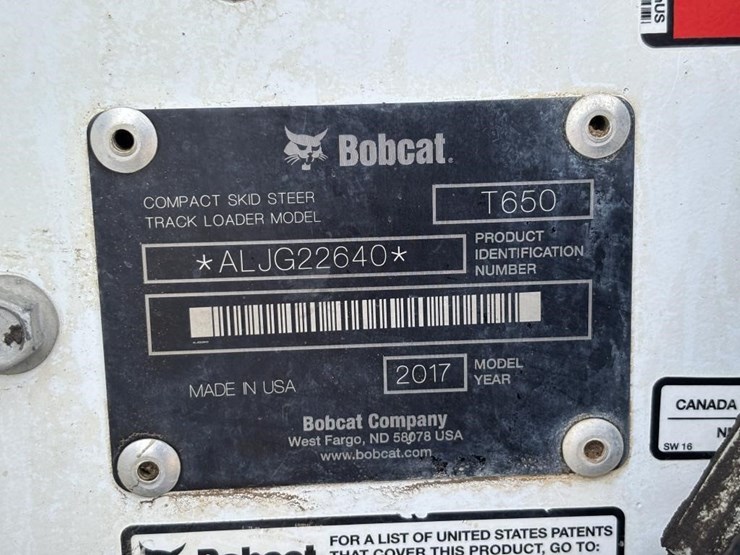 Bobcat.
COMPACT SKID STEER
TRACK LOADER MODEL
T650
*ALJG22640*
PRODUCT
IDENTIFICATION
NUMBER
MADE IN USA
2017
MODEL
YEAR
Bobcat Company
West Fargo, ND 58078 USA
www.bobcat.com
CANADA
SW 16
Bobcat
FOR A LIST OF UNITED STATES PATENTS
THAT COVER THIS PRODUCT, GO TO: